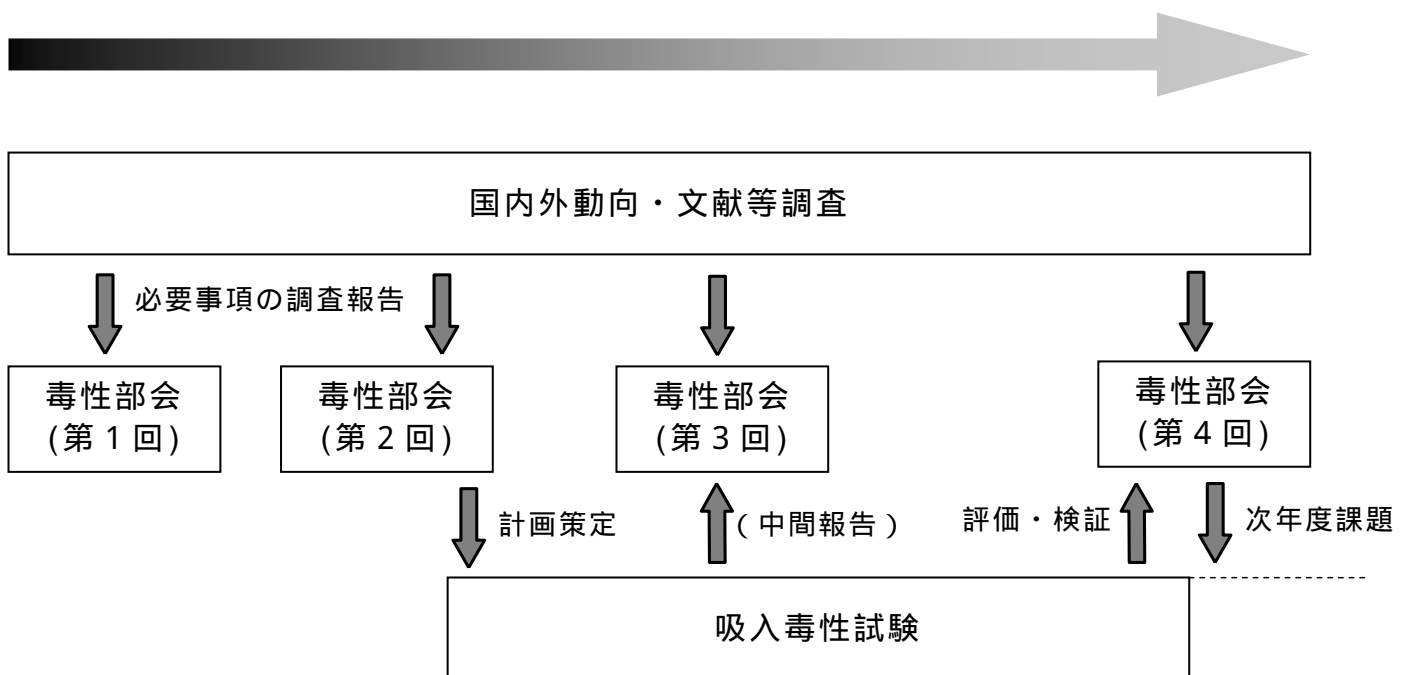 国内外動向・文献等調査
必要事項の調査報告
毒性部会
(第1回)
毒性部会
(第2回)
毒性部会
(第3回)
毒性部会
(第4回)
計画策定
(中間報告)
評価・検証
次年度課題
吸入毒性試験